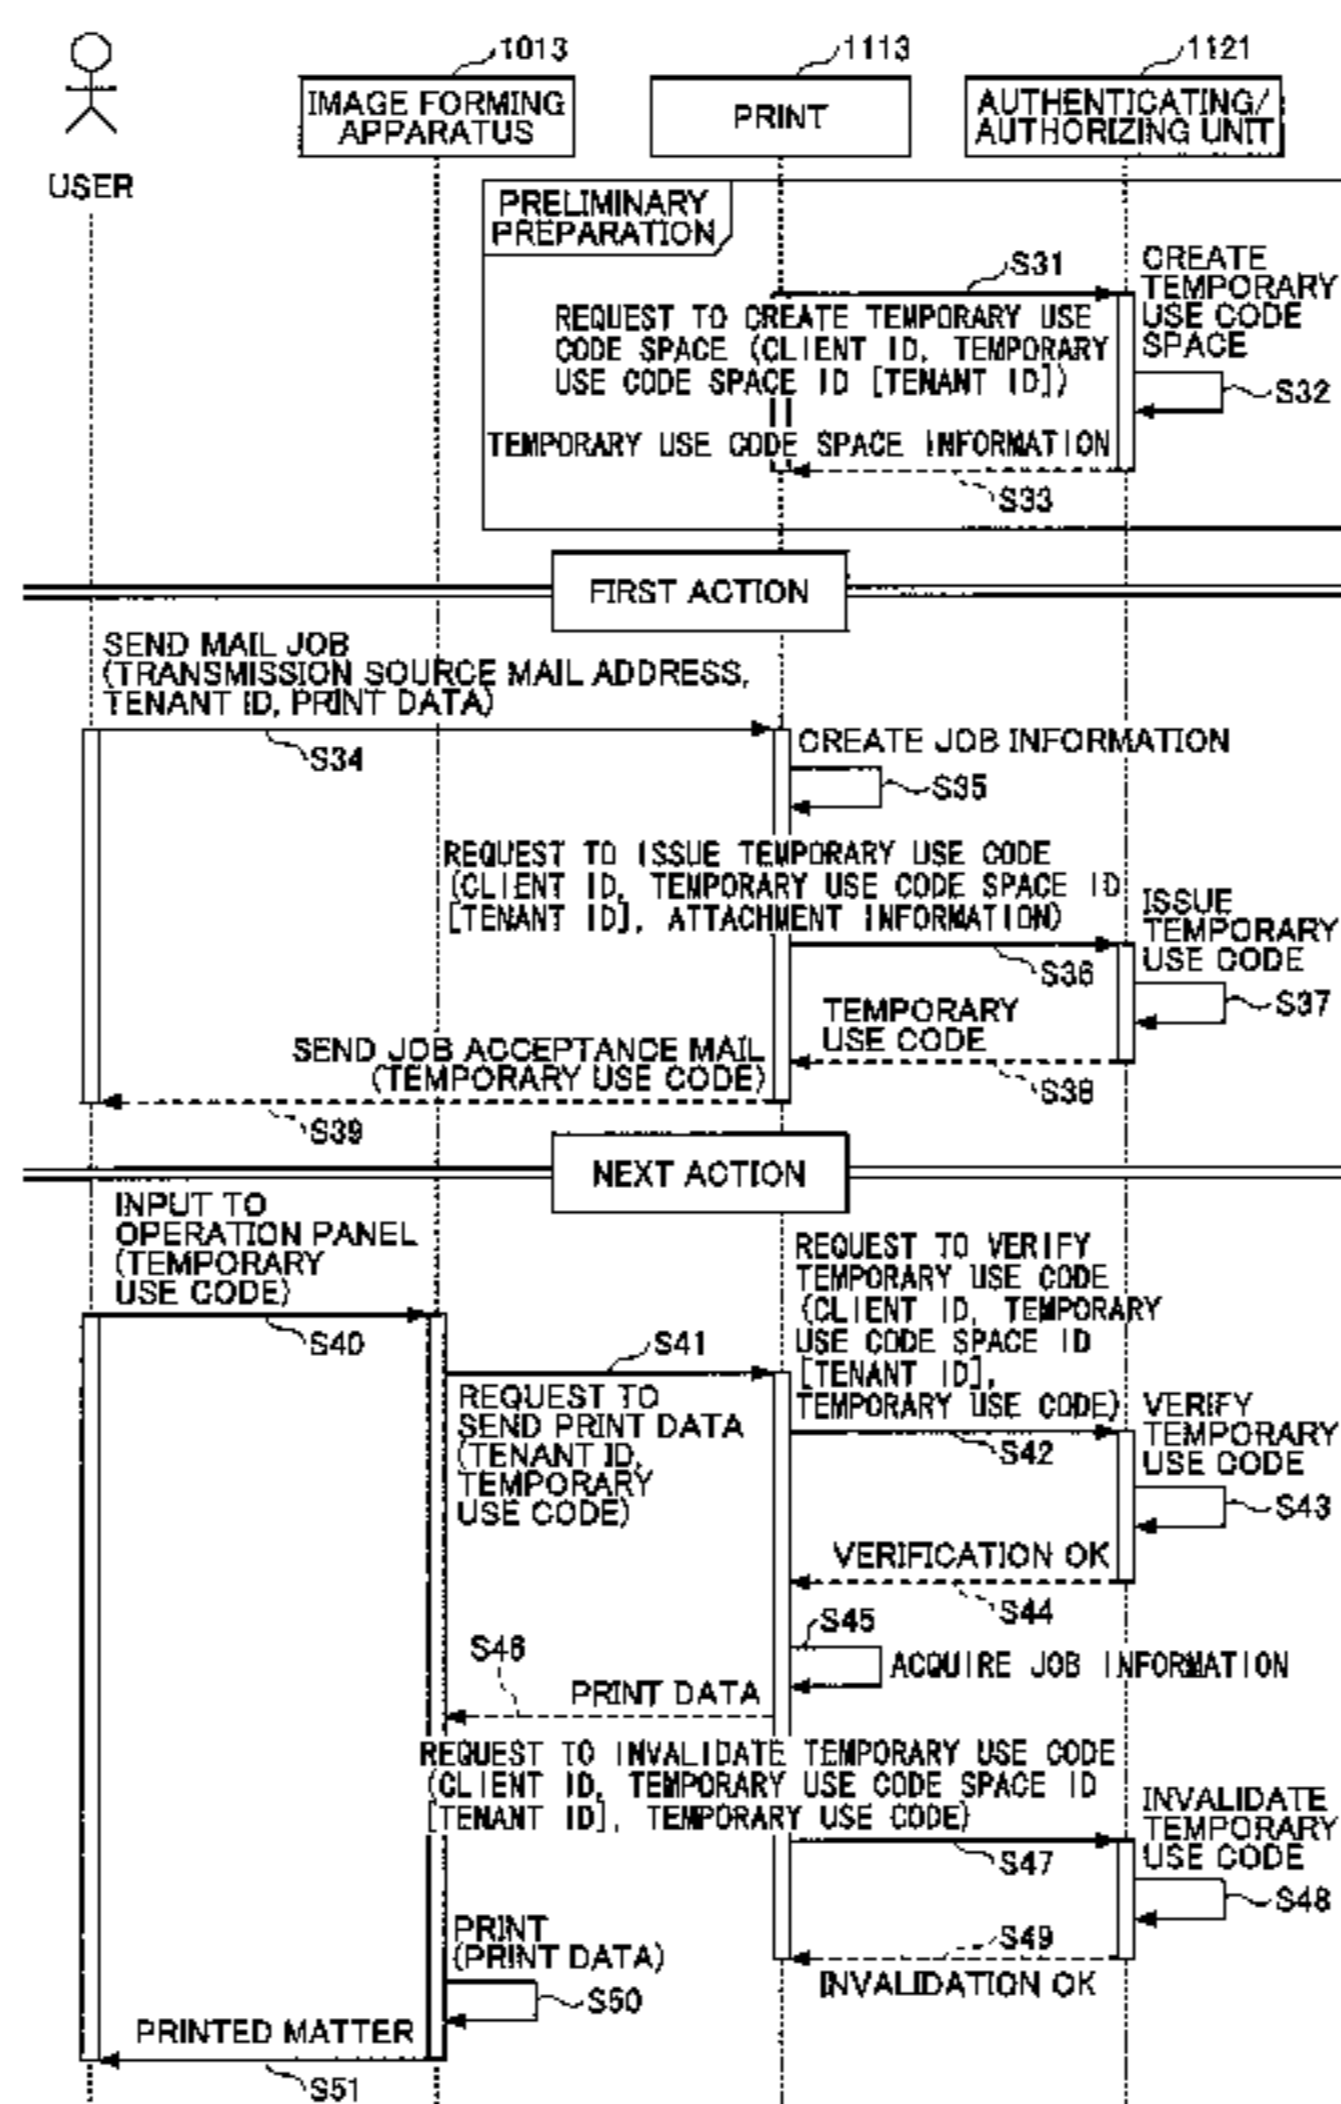 1013
1113
1121
IMAGE FORMING
APPARATUS
PRINT
AUTHENTICATING/
AUTHORIZING UNIT
USER
PRELIMINARY
PREPARATION
S31
CREATE
TEMPORARY
USE CODE
SPACE
REQUEST TO CREATE TEMPORARY USE
CODE SPACE (CLIENT ID, TEMPORARY
USE CODE SPACE ID [TENANT ID])
S32
TEMPORARY USE CODE SPACE INFORMATION
S33
FIRST ACTION
SEND MAIL JOB
(TRANSMISSION SOURCE MAIL ADDRESS,
TENANT ID, PRINT DATA)
S34
CREATE JOB INFORMATION
S35
REQUEST TO ISSUE TEMPORARY USE CODE
(CLIENT ID, TEMPORARY USE CODE SPACE ID
[TENANT ID], ATTACHMENT INFORMATION)
S36
ISSUE
TEMPORARY
USE CODE
S37
TEMPORARY
USE CODE
S38
SEND JOB ACCEPTANCE MAIL
(TEMPORARY USE CODE)
S39
NEXT ACTION
INPUT TO
OPERATION PANEL
(TEMPORARY
USE CODE)
S40
S41
REQUEST TO
SEND PRINT DATA
(TENANT ID,
TEMPORARY
USE CODE)
REQUEST TO VERIFY
TEMPORARY USE CODE
(CLIENT ID, TEMPORARY
USE CODE SPACE ID
[TENANT ID],
TEMPORARY USE CODE)
S42
VERIFY
TEMPORARY
USE CODE
S43
VERIFICATION OK
S44
S45
ACQUIRE JOB INFORMATION
S46
PRINT DATA
REQUEST TO INVALIDATE TEMPORARY USE CODE
(CLIENT ID, TEMPORARY USE CODE SPACE ID
[TENANT ID], TEMPORARY USE CODE)
S47
INVALIDATE
TEMPORARY
USE CODE
S48
S49
INVALIDATION OK
PRINT
(PRINT DATA)
S50
PRINTED MATTER
S51